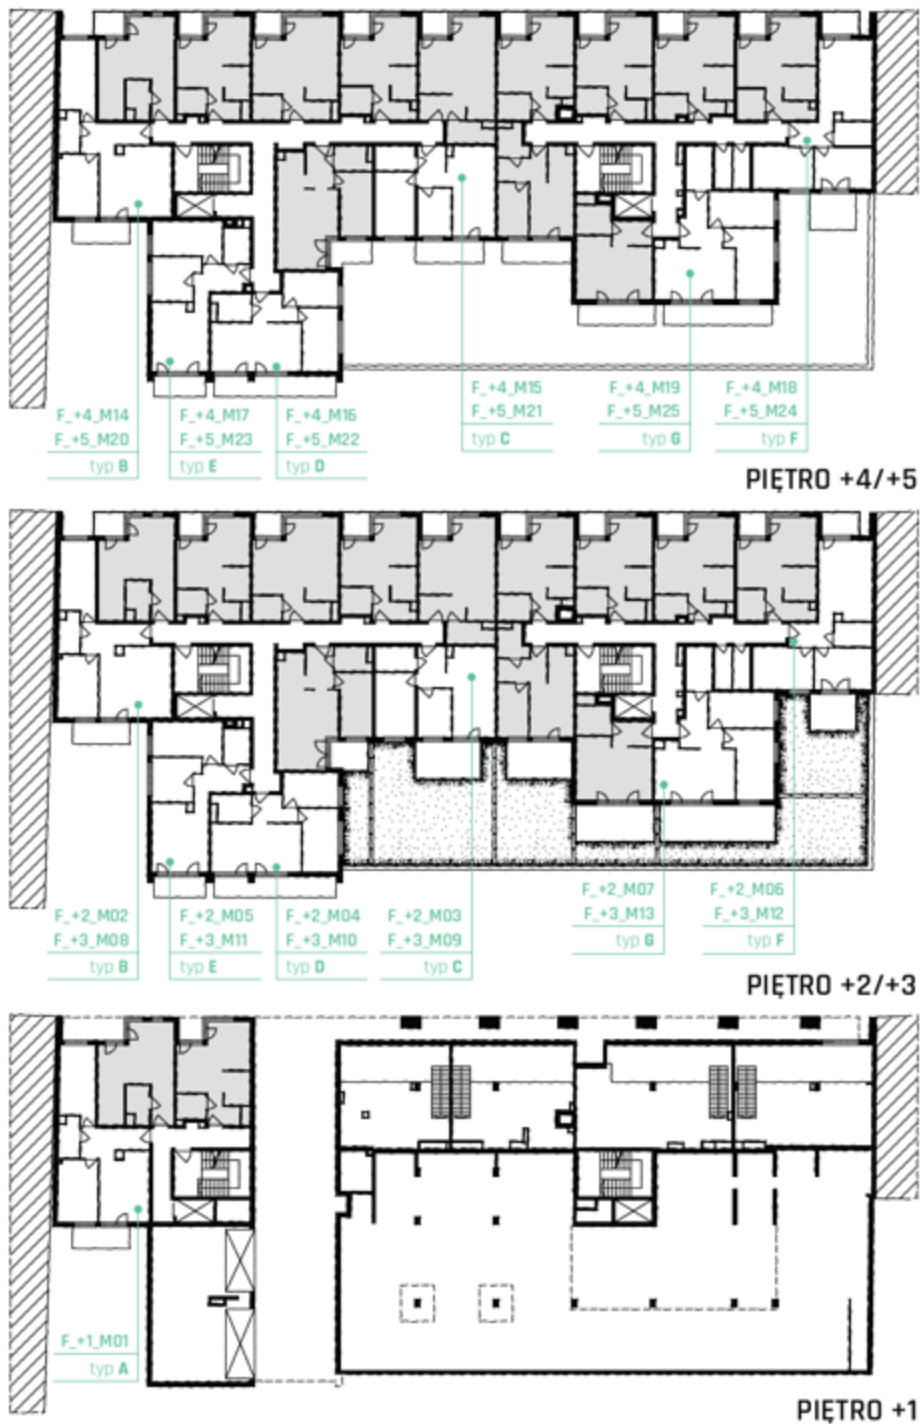 F_+4_M14
F_+5_M20
typ B
F_+4_M17
F_+5_M23
typ E
F_+4_M16
F_+5_M22
typ D
F_+4_M15
F_+5_M21
typ C
F_+4_M19
F_+5_M25
typ G
F_+4_M18
F_+5_M24
typ F
PIĘTRO +4/+5
F_+2_M02
F_+3_M08
typ B
F_+2_M05
F_+3_M11
typ E
F_+2_M04
F_+3_M10
typ D
F_+2_M03
F_+3_M09
typ C
F_+2_M07
F_+3_M13
typ G
F_+2_M06
F_+3_M12
typ F
PIĘTRO +2/+3
F_+1_M01
typ A
PIĘTRO +1